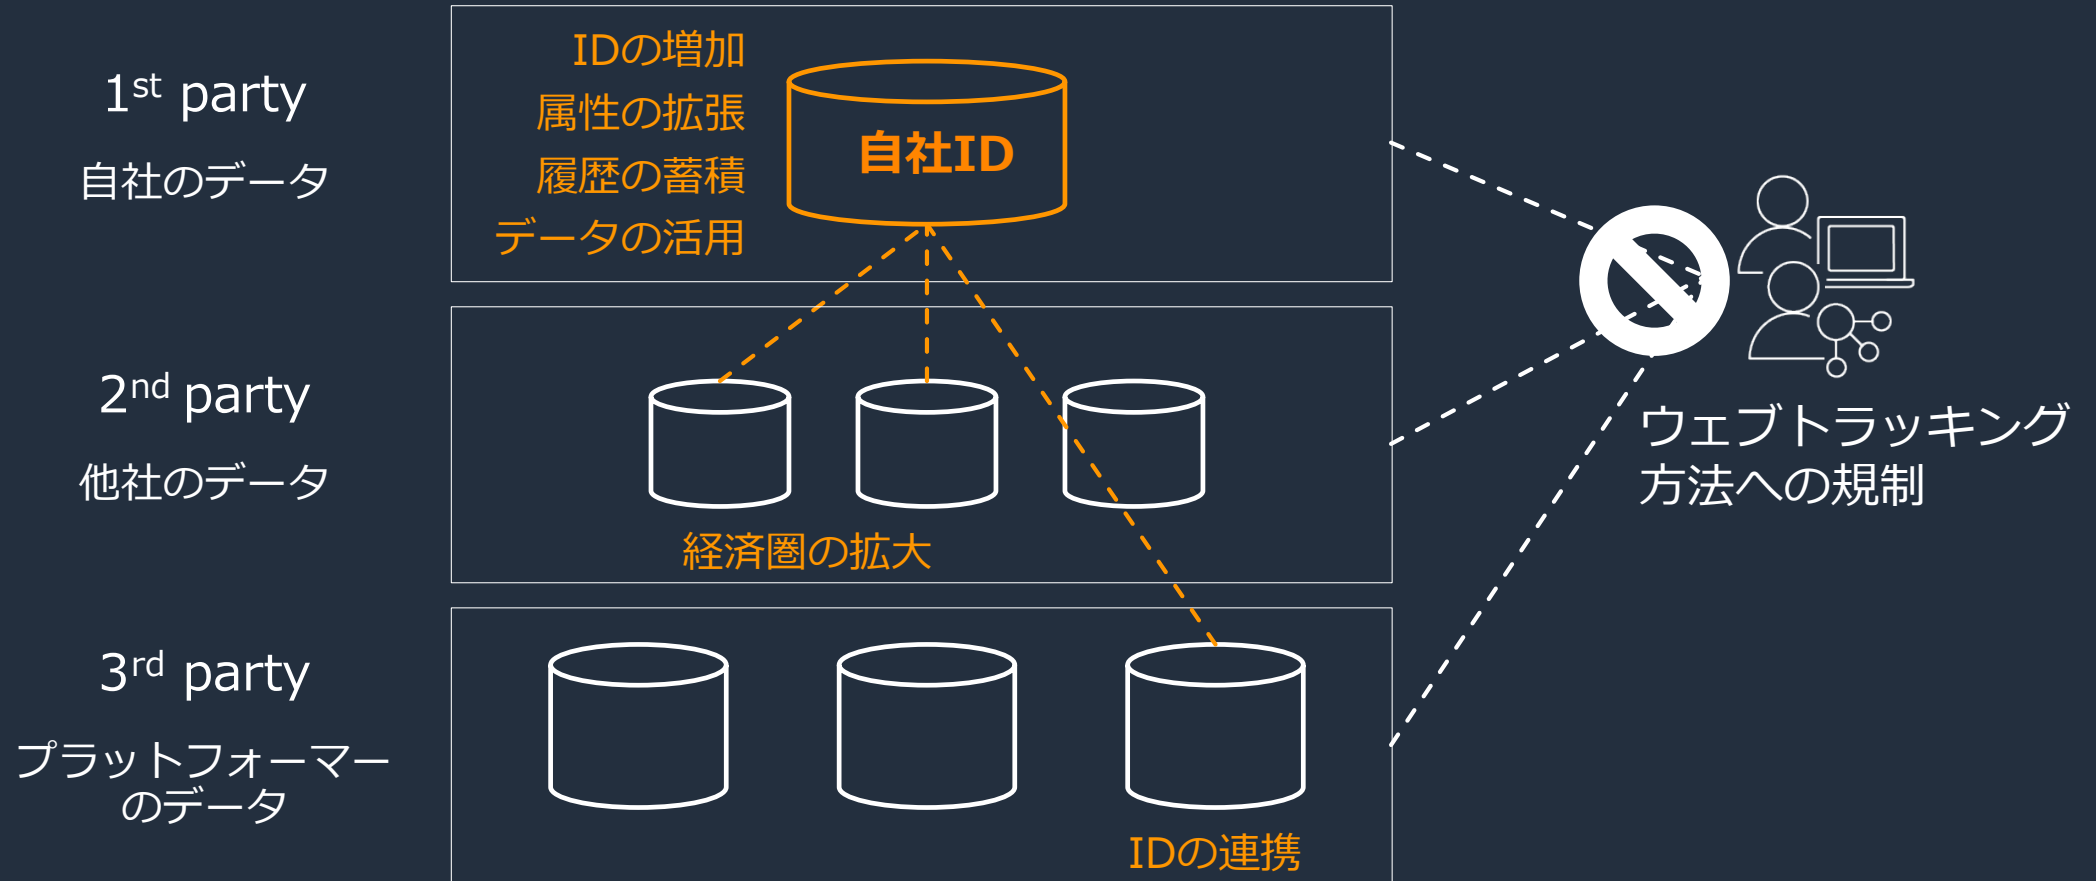 1st party
自社のデータ
IDの増加
属性の拡張
履歴の蓄積
データの活用
自社ID
2nd party
他社のデータ
経済圏の拡大
3rd party
プラットフォーマー
のデータ
IDの連携
ウェブトラッキング
方法への規制